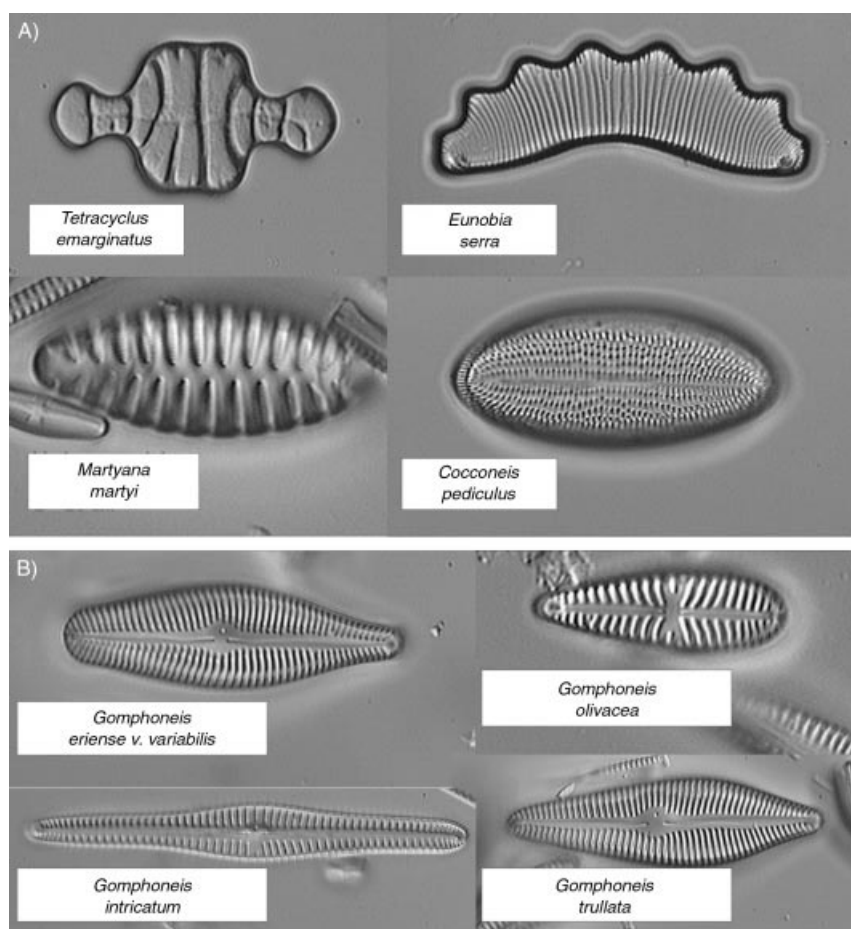 A)
Tetracyclus
emarginatus
Eunobia
serra
Martyana
martyi
Cocconeis
pediculus
B)
Gomphoneis
eriense v. variabilis
Gomphoneis
olivacea
Gomphoneis
intricatum
Gomphoneis
trullata